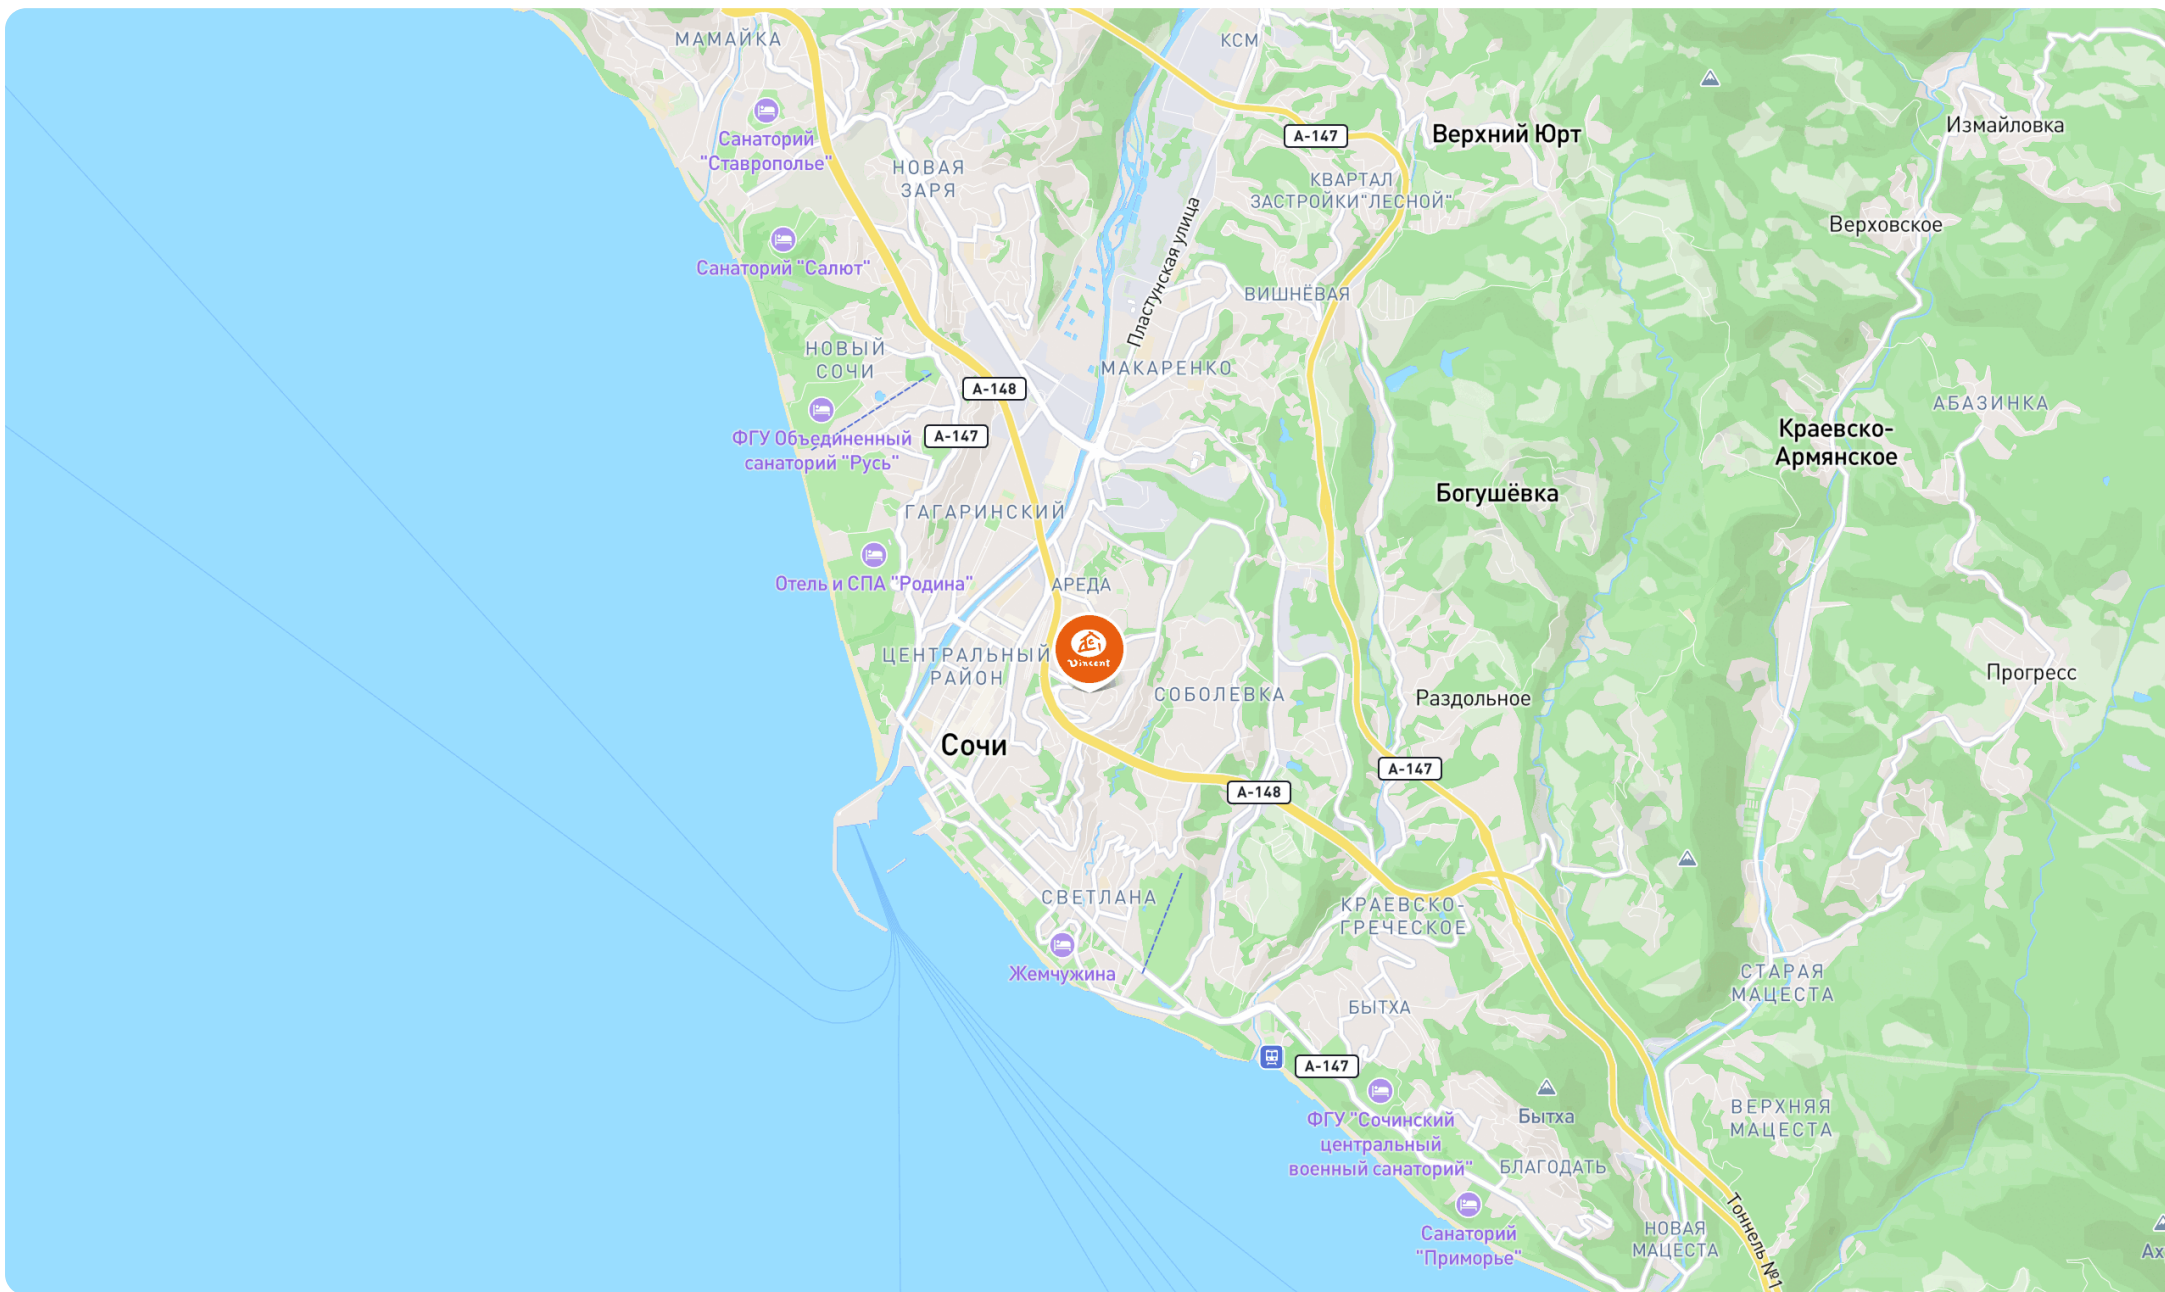 МАМАЙКА
КСМ
Санаторий
"Ставрополье"
А-147
Верхний Юрт
Измайловка
НОВАЯ
ЗАРЯ
КВАРТАЛ
ЗАСТРОЙКИ"ЛЕСНОЙ"
Верховское
Санаторий "Салют"
Пластунская улица
ВИШНЁВАЯ
НОВЫЙ
СОЧИ
МАКАРЕНКО
А-148
АБАЗИНКА
ФГУ Объединенный
санаторий "Русь"
А-147
Краевско-
Армянское
Богушёвка
ГАГАРИНСКИЙ
Отель и СПА "Родина"
АРЕДА
Vincent
ЦЕНТРАЛЬНЫЙ
РАЙОН
СОБОЛЕВКА
Раздольное
Прогресс
Сочи
А-147
А-148
СВЕТЛАНА
КРАЕВСКО-
ГРЕЧЕСКОЕ
Жемчужина
СТАРАЯ
МАЦЕСТА
БЫТХА
А-147
ФГУ "Сочинский
центральный
военный санаторий"
Бытха
ВЕРХНЯЯ
МАЦЕСТА
БЛАГОДАТЬ
Санаторий
"Приморье"
НОВАЯ
МАЦЕСТА
Тоннель №1
Ах